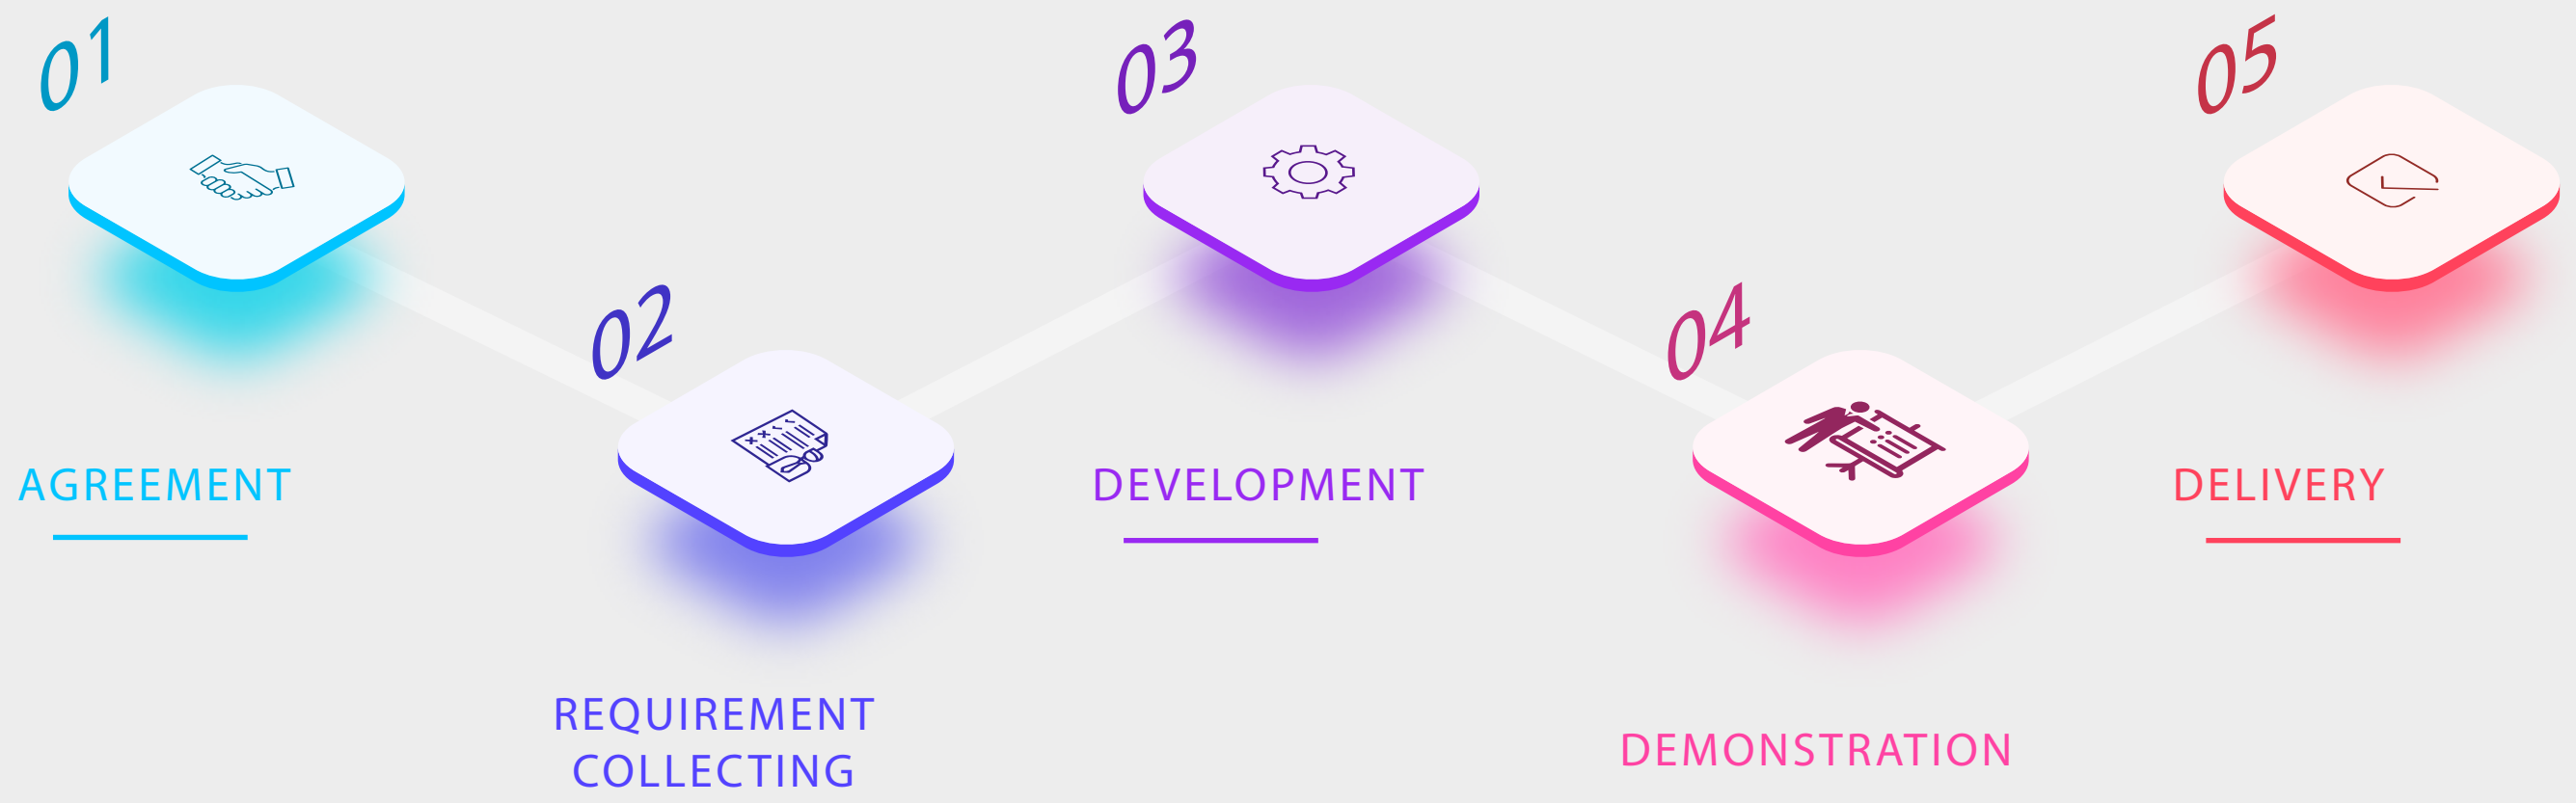 01
AGREEMENT
02
REQUIREMENT
COLLECTING
03
DEVELOPMENT
04
DEMONSTRATION
05
DELIVERY